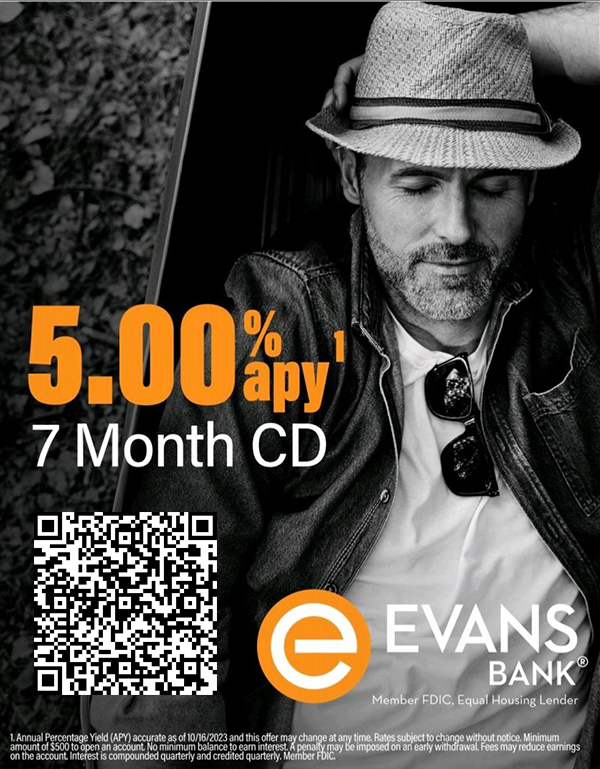 5.00% apy 1
7 Month CD
EVANS
BANK®
Member FDIC, Equal Housing Lender
1. Annual Percentage Yield (APY) accurate as of 10/16/2023 and this offer may change at any time. Rates subject to change without notice. Minimum
amount of $500 to open an account. No minimum balance to earn interest. A penalty may be imposed on an early withdrawal. Fees may reduce earnings
on the account. Interest is compounded quarterly and credited quarterly. Member FDIC.